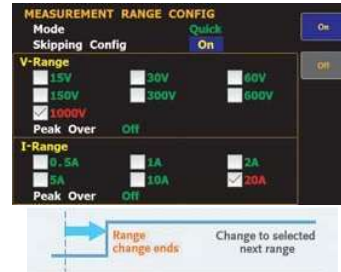 MEASUREMENT RANGE CONFIG
Mode Quick
Skipping Config On
On
Off
V-Range
15V 30V 60V
150V 300V 600V
1000V
Peak Over Off
I-Range
0.5A 1A 2A
5A 10A 20A
Peak Over Off
Range Change to selected
change ends next range